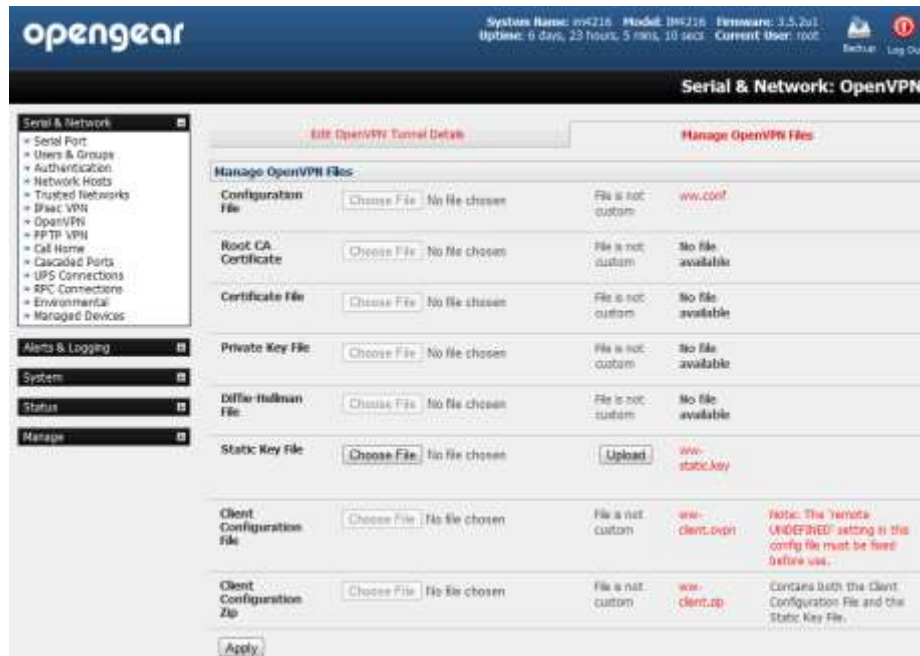 opengear
System Name: im4216 Model: IM4216 Firmware: 3.5.2u1
Uptime: 6 days, 23 hours, 5 mins, 10 secs Current User: root
Backup
Log Ou
Serial & Network: OpenVPN
Serial & Network
Serial Port
Users & Groups
Authentication
Network Hosts
Trusted Networks
IPsec VPN
OpenVPN
PPTP VPN
Call Home
Cascaded Ports
UPS Connections
RPC Connections
Environmental
Managed Devices
Alerts & Logging
System
Status
Manage
Edit OpenVPN Tunnel Details
Manage OpenVPN Files
Manage OpenVPN Files
Configuration File
Choose File No file chosen
File is not custom
ww.conf
Root CA Certificate
Choose File No file chosen
File is not custom
No file available
Certificate File
Choose File No file chosen
File is not custom
No file available
Private Key File
Choose File No file chosen
File is not custom
No file available
Diffie-Hellman File
Choose File No file chosen
File is not custom
No file available
Static Key File
Choose File No file chosen
Upload
ww-static.key
Client Configuration File
Choose File No file chosen
File is not custom
ww-client.ovpn
Note: The 'remote UNDEFINED' setting in this config file must be fixed before use.
Client Configuration Zip
Choose File No file chosen
File is not custom
ww-client.zip
Contains both the Client Configuration File and the Static Key File.
Apply